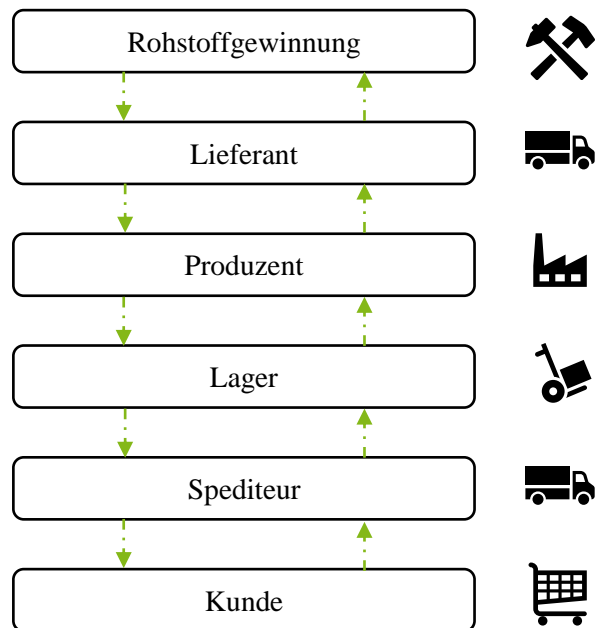 Rohstoffgewinnung
Lieferant
Produzent
Lager
Spediteur
Kunde